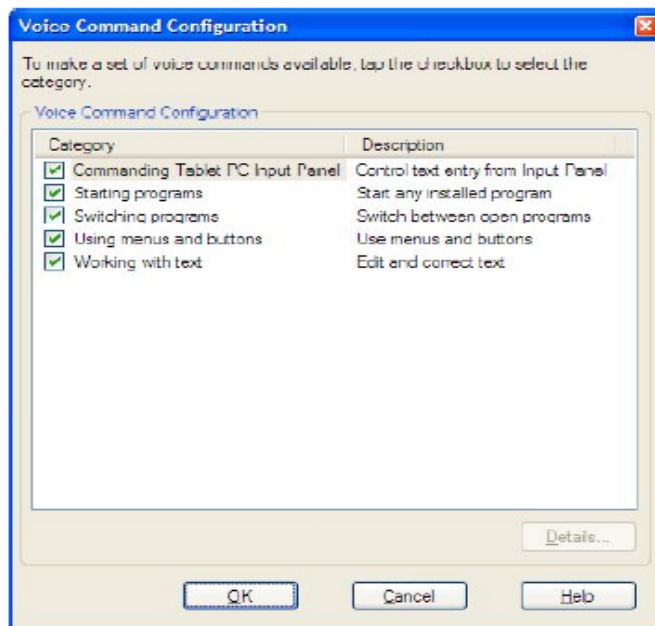 Voice Command Configuration
To make a set of voice commands available, tap the checkbox to select the
category.
Voice Command Configuration
Category Description
Commanding Tablet PC Input Panel Control text entry from Input Panel
Starting programs Start any installed program
Switching programs Switch between open programs
Using menus and buttons Use menus and buttons
Working with text Edit and correct text
Details...
OK Cancel Help